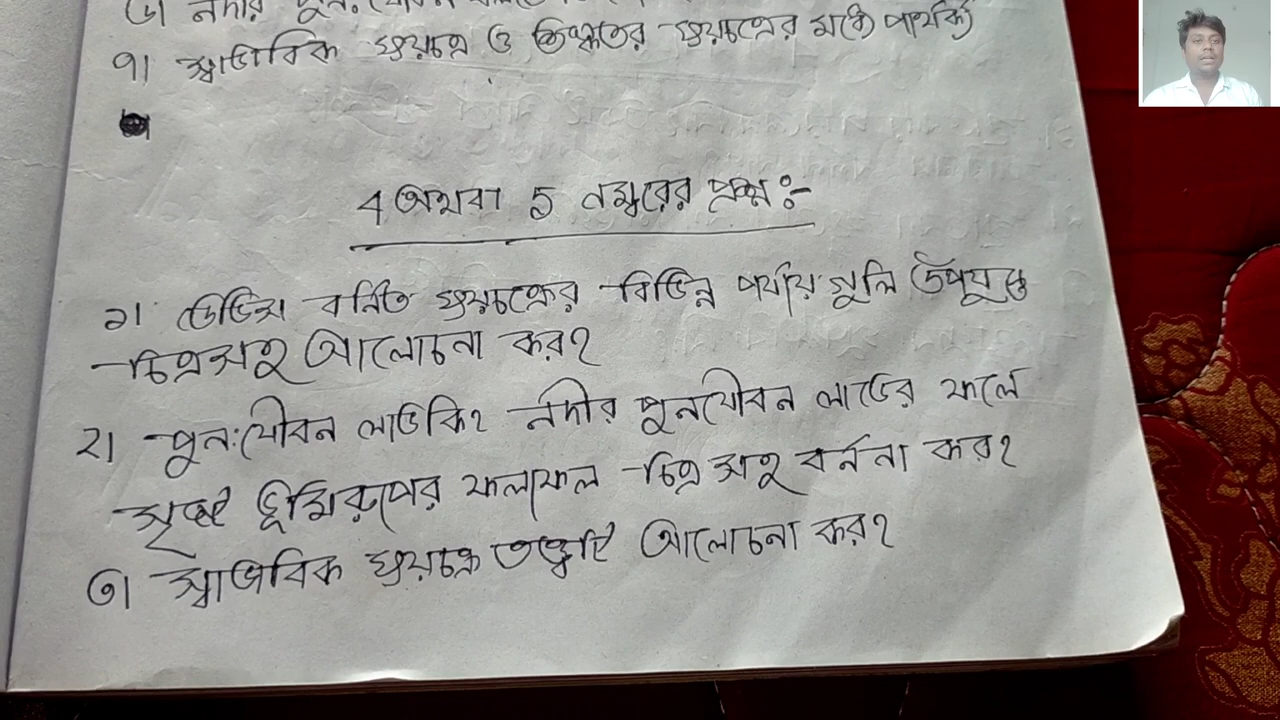 ৬। নদীর পুনঃযৌবন
৭। স্বাভাবিক ক্ষয়চক্র ও শুষ্কতার ক্ষয়চক্রের মধ্যে পার্থক্য
4 অথবা 5 নম্বরের প্রশ্ন :-
১। ডেভিস বর্নিত ক্ষয়চক্রের বিভিন্ন পর্যায় গুলি উপযুক্ত
চিত্রসহ আলোচনা কর?
২। পুনঃযৌবন লাভ কি? নদীর পুনর্যৌবন লাভের ফলে
সৃষ্ট ভূমিরূপের ফলাফল চিত্র সহ বর্ননা কর?
৩। স্বাভাবিক ক্ষয়চক্র তত্ত্বটি আলোচনা কর?